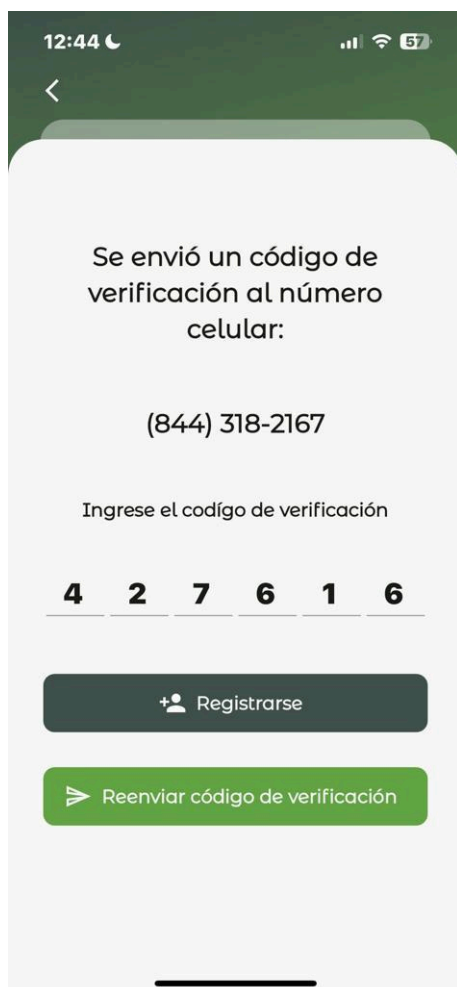 12:44
57
Se envió un código de
verificación al número
celular:
(844) 318-2167
Ingrese el codígo de verificación
4 2 7 6 1 6
Registrarse
Reenviar código de verificación